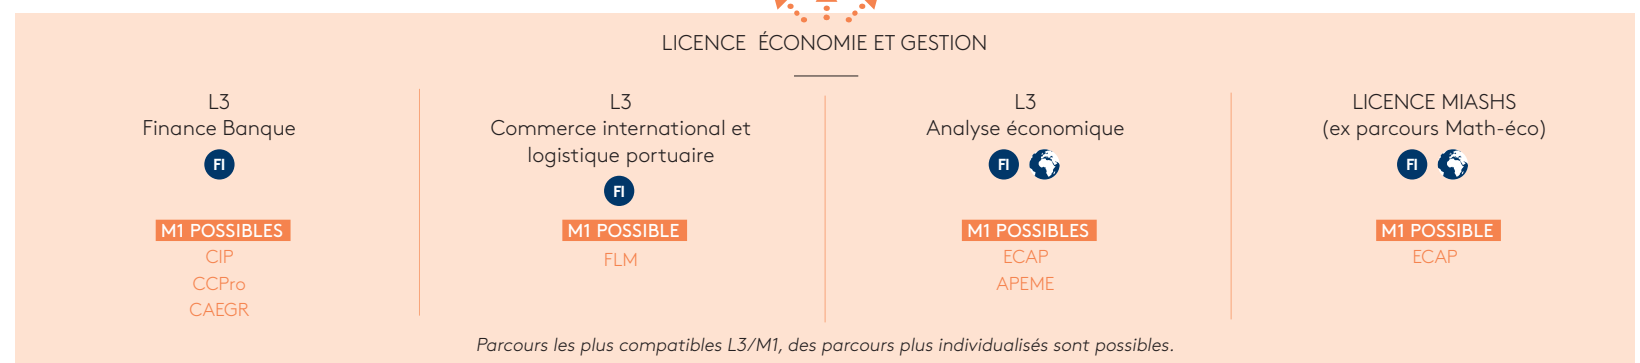 LICENCE ÉCONOMIE ET GESTION
L3
Finance Banque
FI
M1 POSSIBLES
CIP
CCPro
CAEGR
L3
Commerce international et
logistique portuaire
FI
M1 POSSIBLE
FLM
L3
Analyse économique
FI
M1 POSSIBLES
ECAP
APEME
LICENCE MIASHS
(ex parcours Math-éco)
FI
M1 POSSIBLE
ECAP
Parcours les plus compatibles L3/M1, des parcours plus individualisés sont possibles.